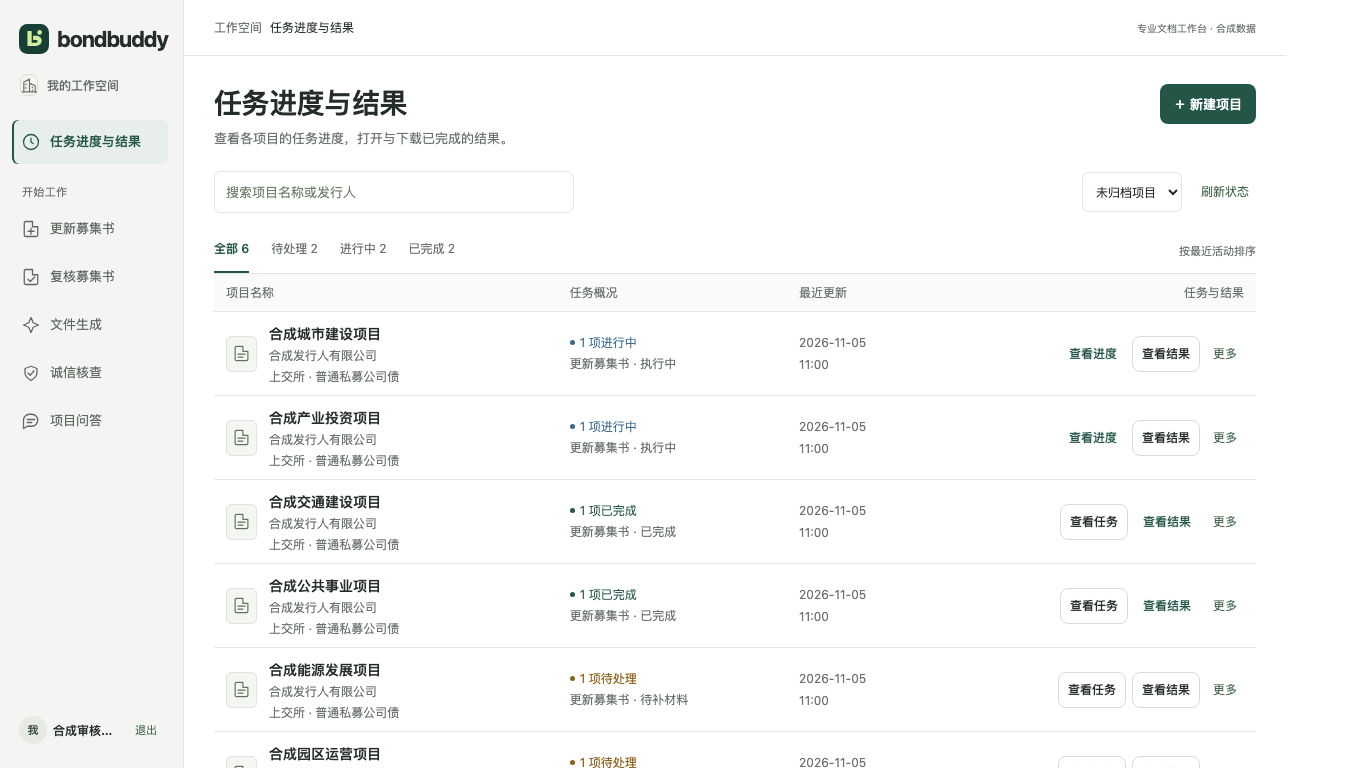 bondbuddy
我的工作空间
任务进度与结果
开始工作
更新募集书
复核募集书
文件生成
诚信核查
项目问答
我 合成审核... 退出
工作空间 任务进度与结果
专业文档工作台 · 合成数据
任务进度与结果
+ 新建项目
查看各项目的任务进度，打开与下载已完成的结果。
搜索项目名称或发行人
未归档项目 刷新状态
全部 6 待处理 2 进行中 2 已完成 2
按最近活动排序
项目名称 任务概况 最近更新 任务与结果
合成城市建设项目
合成发行人有限公司
上交所 · 普通私募公司债
1 项进行中
更新募集书 · 执行中
2026-11-05
11:00
查看进度 查看结果 更多
合成产业投资项目
合成发行人有限公司
上交所 · 普通私募公司债
1 项进行中
更新募集书 · 执行中
2026-11-05
11:00
查看进度 查看结果 更多
合成交通建设项目
合成发行人有限公司
上交所 · 普通私募公司债
1 项已完成
更新募集书 · 已完成
2026-11-05
11:00
查看任务 查看结果 更多
合成公共事业项目
合成发行人有限公司
上交所 · 普通私募公司债
1 项已完成
更新募集书 · 已完成
2026-11-05
11:00
查看任务 查看结果 更多
合成能源发展项目
合成发行人有限公司
上交所 · 普通私募公司债
1 项待处理
更新募集书 · 待补材料
2026-11-05
11:00
查看任务 查看结果 更多
合成园区运营项目
1 项待处理
2026-11-05